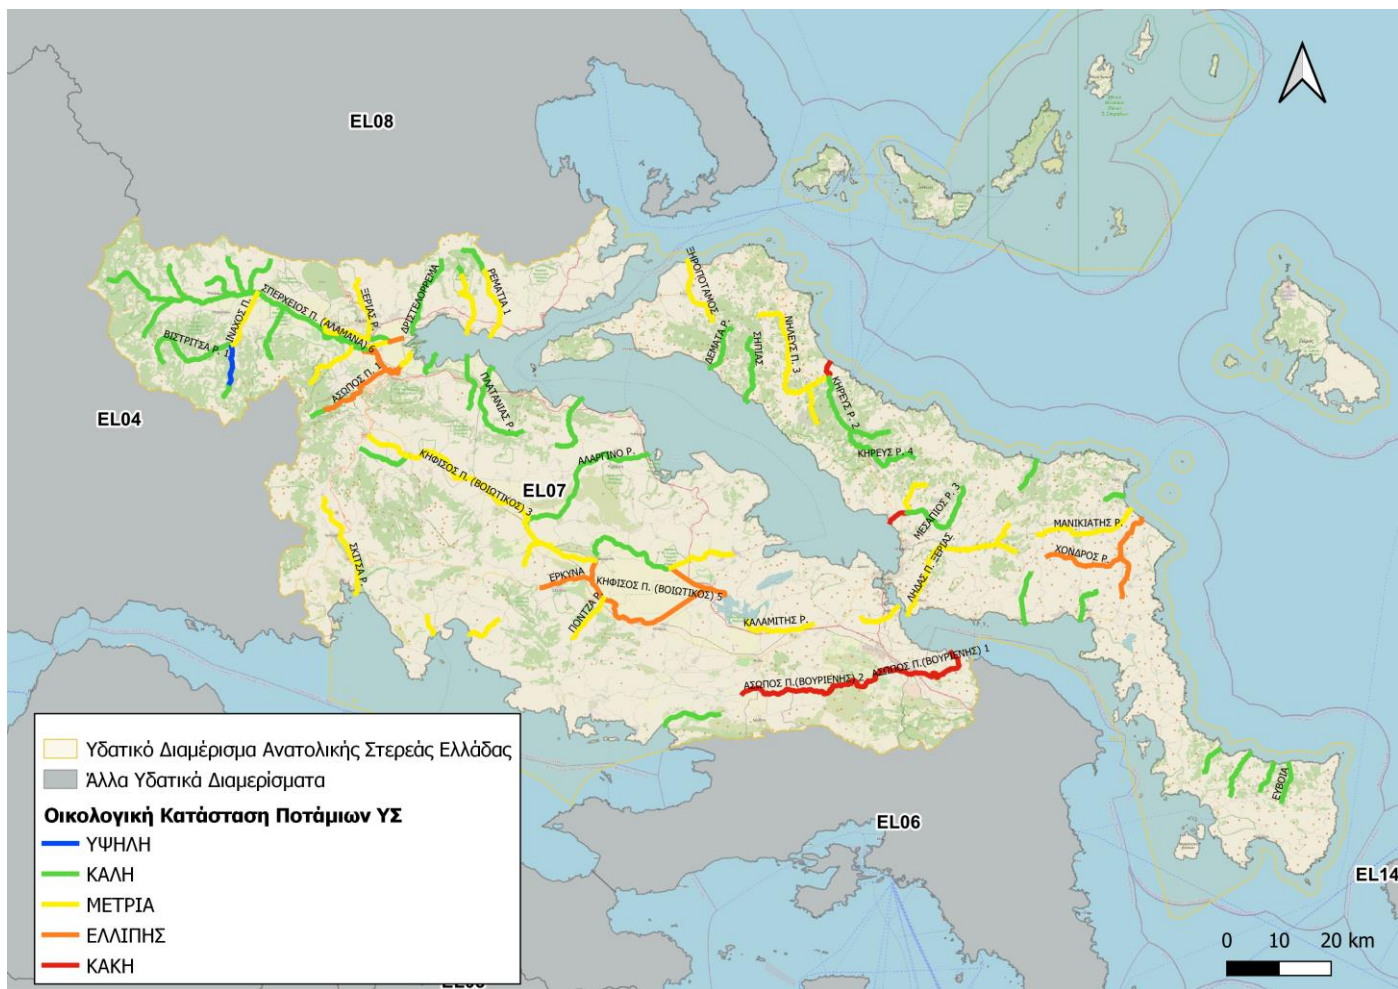 EL08
ΞΗΡΟΠΟΤΑΜΟΣ
ΔΡΙΣΤΕΛΟΡΡΕΜΑ
ΡΕΜΑΤΙΑ 1
ΣΠΕΡΧΕΙΟΣ Π. (ΑΛΑΜΑΝΑ) 6
ΞΕΡΙΑΣ Ρ.
ΙΝΑΧΟΣ Π.
ΒΙΣΤΡΙΤΣΑ Ρ. 1
ΔΕΜΑΤΑ Ρ.
ΣΗΠΙΑΣ
ΝΗΛΕΥΣ Π. 3
ΑΣΩΠΟΣ Π. 1
ΠΛΑΤΑΝΙΑΣ Ρ.
ΚΗΡΕΥΣ Ρ. 2
EL04
ΚΗΡΕΥΣ Ρ. 4
ΑΛΑΡΓΙΝΟ Ρ.
ΚΗΦΙΣΟΣ Π. (ΒΟΙΩΤΙΚΟΣ) 3
EL07
ΜΕΣΑΠΙΟΣ Ρ. 3
ΜΑΝΙΚΙΑΤΗΣ Ρ.
ΣΚΙΤΣΑ Ρ.
ΧΟΝΔΡΟΣ Ρ.
ΛΗΛΑΣ Π. ΞΕΡΙΑΣ
ΕΡΚΥΝΑ
ΚΗΦΙΣΟΣ Π. (ΒΟΙΩΤΙΚΟΣ) 5
ΠΟΝΤΖΑ Ρ.
ΚΑΛΑΜΙΤΗΣ Ρ.
ΑΣΩΠΟΣ Π.(ΒΟΥΡΙΕΝΗΣ) 2
ΑΣΩΠΟΣ Π.(ΒΟΥΡΙΕΝΗΣ) 1
ΕΥΒΟΙΑ
EL06
EL14
Υδατικό Διαμέρισμα Ανατολικής Στερεάς Ελλάδας
Άλλα Υδατικά Διαμερίσματα
Οικολογική Κατάσταση Ποτάμιων ΥΣ
ΥΨΗΛΗ
ΚΑΛΗ
ΜΕΤΡΙΑ
ΕΛΛΙΠΗΣ
ΚΑΚΗ
0 10 20 km